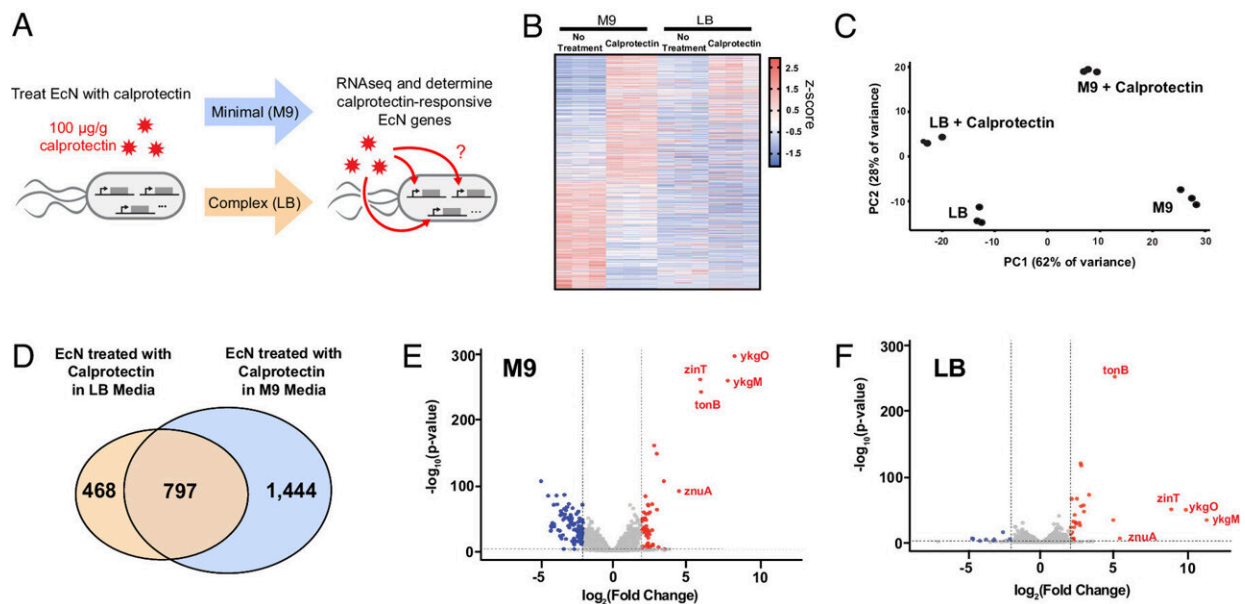 A
Treat EcN with calprotectin
100 µg/g
calprotectin
...
Minimal (M9)
Complex (LB)
RNAseq and determine
calprotectin-responsive
EcN genes
?
...
B
M9 LB
No
Treatment
Calprotectin
No
Treatment
Calprotectin
2.5
1.5
0.5
-0.5
-1.5
Z-score
C
20
10
0
-10
PC2 (28% of variance)
M9 + Calprotectin
LB + Calprotectin
LB
M9
-20 -10 0 10 20 30
PC1 (62% of variance)
D
EcN treated with
Calprotectin
in LB Media
EcN treated with
Calprotectin
in M9 Media
468 797 1,444
E
M9
300
200
100
0
-log10(p-value)
ykgO
zinT
ykgM
tonB
znuA
-5 0 5 10
log2(Fold Change)
F
LB
300
200
100
0
-log10(p-value)
tonB
zinT
ykgO
ykgM
znuA
-5 0 5 10
log2(Fold Change)